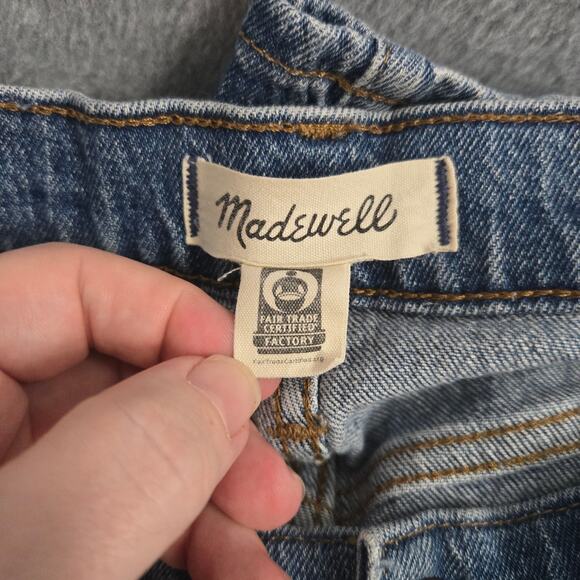 Madewell
FAIR TRADE
CERTIFIED
FACTORY
FairTradeCertified.org